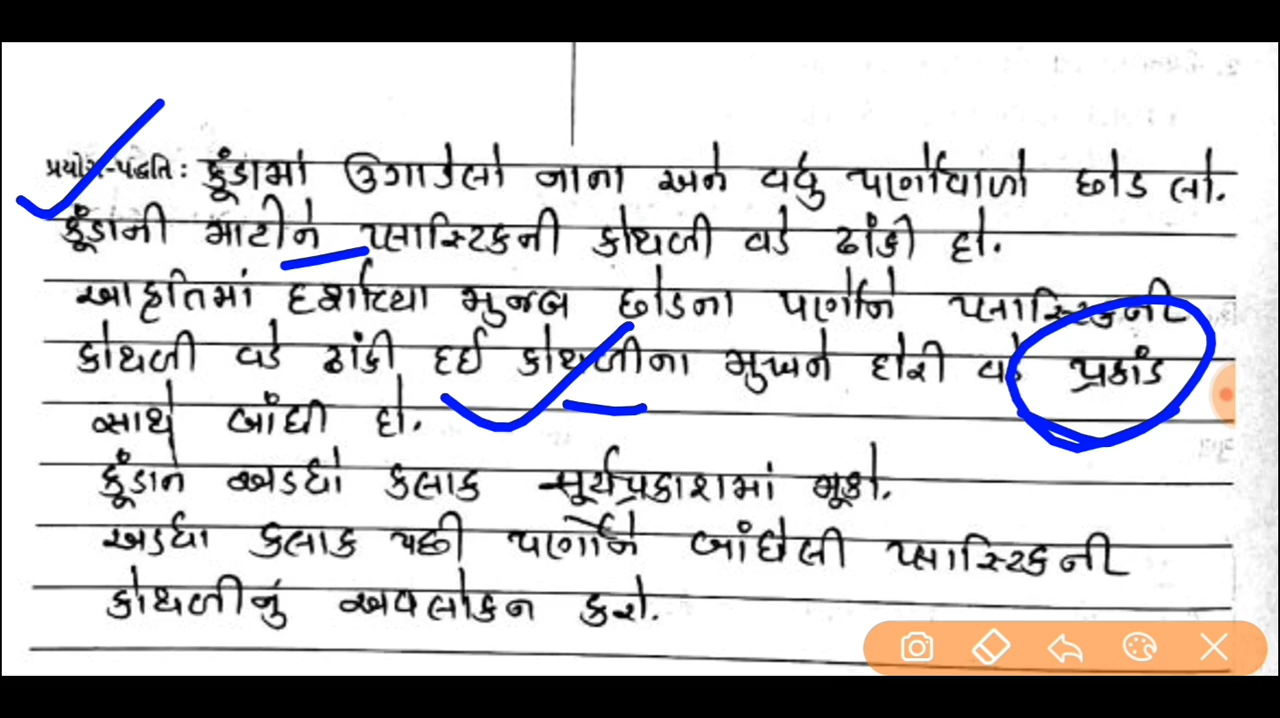 પ્રયોગ-પદ્ધતિ : કૂંડામાં ઉગાડેલો નાના અને વધુ પર્ણોવાળો છોડ લો.
કૂંડાની માટીને પ્લાસ્ટિકની કોથળી વડે ઢાંકી દો.
આકૃતિમાં દર્શાવ્યા મુજબ છોડના પર્ણોને પ્લાસ્ટિકની
કોથળી વડે ઢાંકી દઈ કોથળીના મુખને દોરી વડે પ્રકાંડ
સાથે બાંધી દો.
કૂંડાને અડધો કલાક સૂર્યપ્રકાશમાં મૂકો.
અડધા કલાક પછી પર્ણોને બાંધેલી પ્લાસ્ટિકની
કોથળીનું અવલોકન કરો.